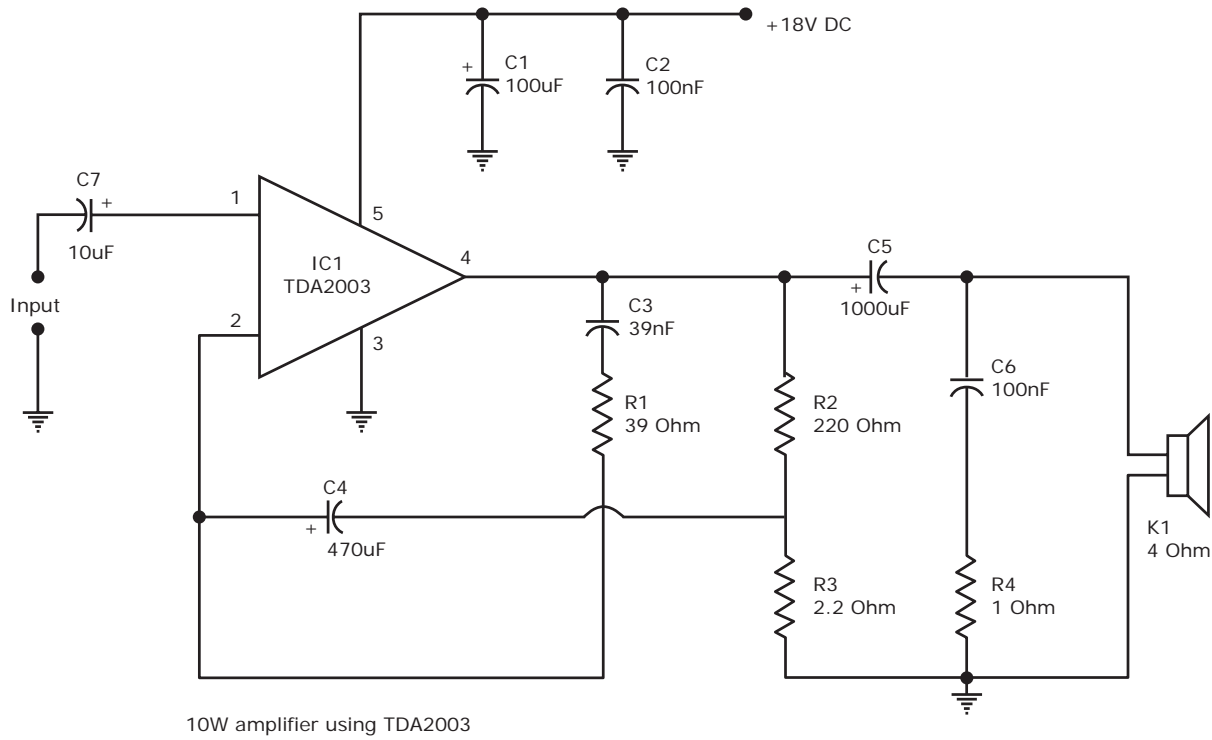 +18V DC
+
C1
100uF
C2
100nF
C7
+
10uF
1
5
IC1
TDA2003
4
Input
2
3
C3
39nF
C5
+
1000uF
R1
39 Ohm
R2
220 Ohm
C6
100nF
C4
+
470uF
K1
4 Ohm
R3
2.2 Ohm
R4
1 Ohm
10W amplifier using TDA2003